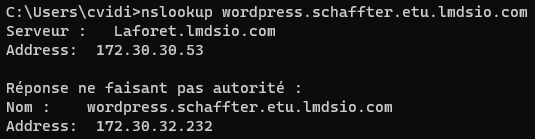 C:\Users\cvidi>nslookup wordpress.schaffter.etu.lmdsio.com
Serveur :   Laforet.lmdsio.com
Address:  172.30.30.53

Réponse ne faisant pas autorité :
Nom :    wordpress.schaffter.etu.lmdsio.com
Address:  172.30.32.232